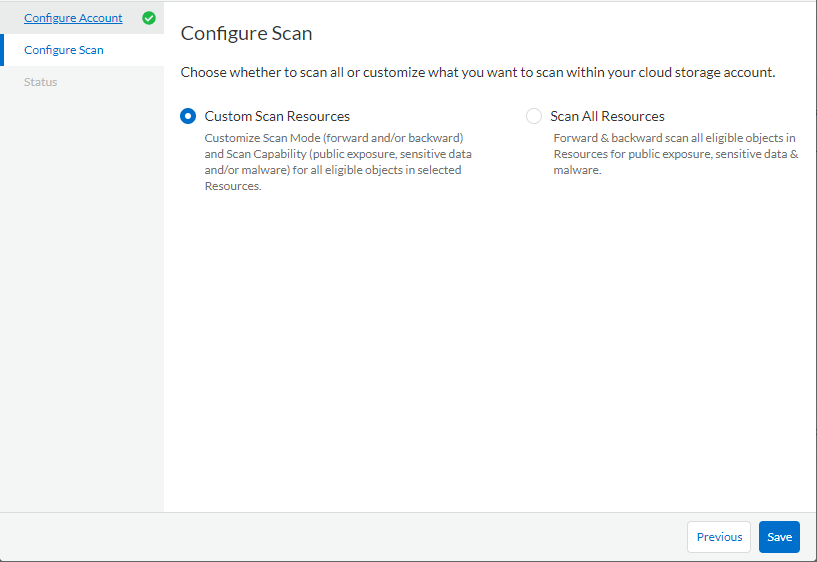 Configure Account
Configure Scan
Status
Configure Scan
Choose whether to scan all or customize what you want to scan within your cloud storage account.
Custom Scan Resources
Customize Scan Mode (forward and/or backward)
and Scan Capability (public exposure, sensitive data
and/or malware) for all eligible objects in selected
Resources.
Scan All Resources
Forward & backward scan all eligible objects in
Resources for public exposure, sensitive data &
malware.
Previous
Save